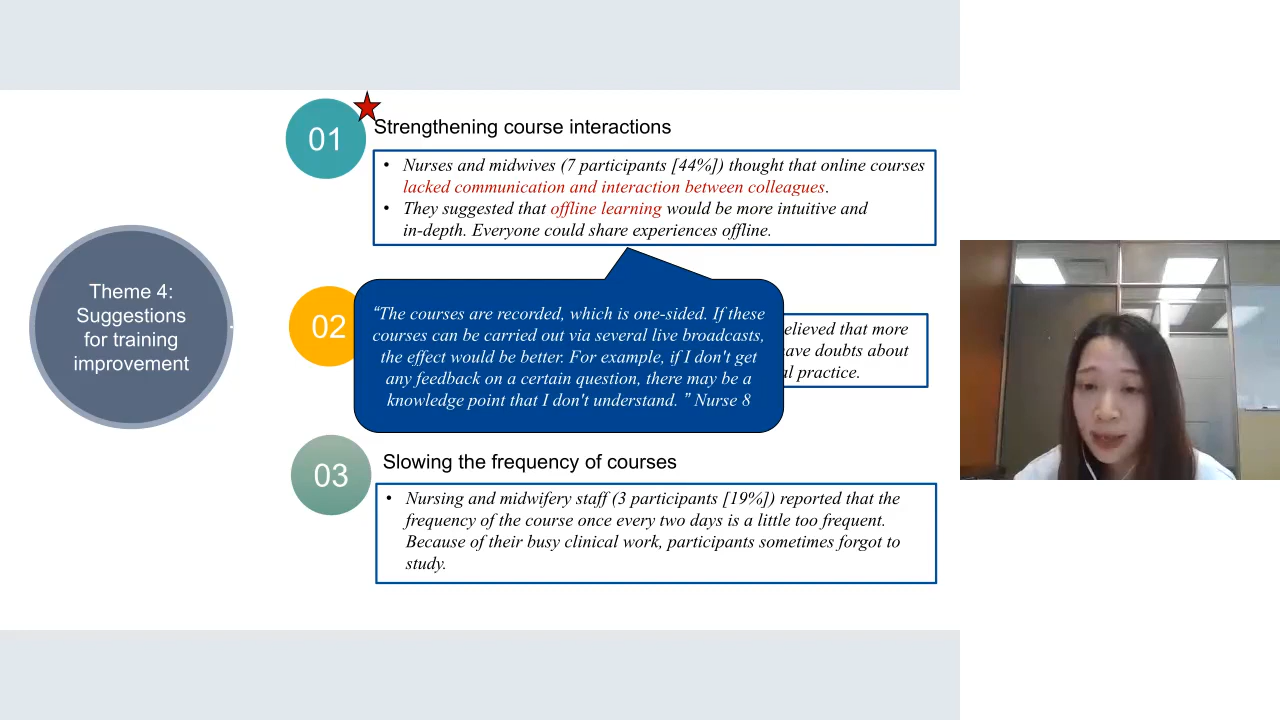 01
Strengthening course interactions
• Nurses and midwives (7 participants [44%]) thought that online courses
lacked communication and interaction between colleagues.
• They suggested that offline learning would be more intuitive and
in-depth. Everyone could share experiences offline.
Theme 4:
Suggestions
for training
improvement
02
“The courses are recorded, which is one-sided. If these
courses can be carried out via several live broadcasts,
the effect would be better. For example, if I don't get
any feedback on a certain question, there may be a
knowledge point that I don't understand. ” Nurse 8
that more
doubts about
practice.
03
Slowing the frequency of courses
• Nursing and midwifery staff (3 participants [19%]) reported that the
frequency of the course once every two days is a little too frequent.
Because of their busy clinical work, participants sometimes forgot to
study.